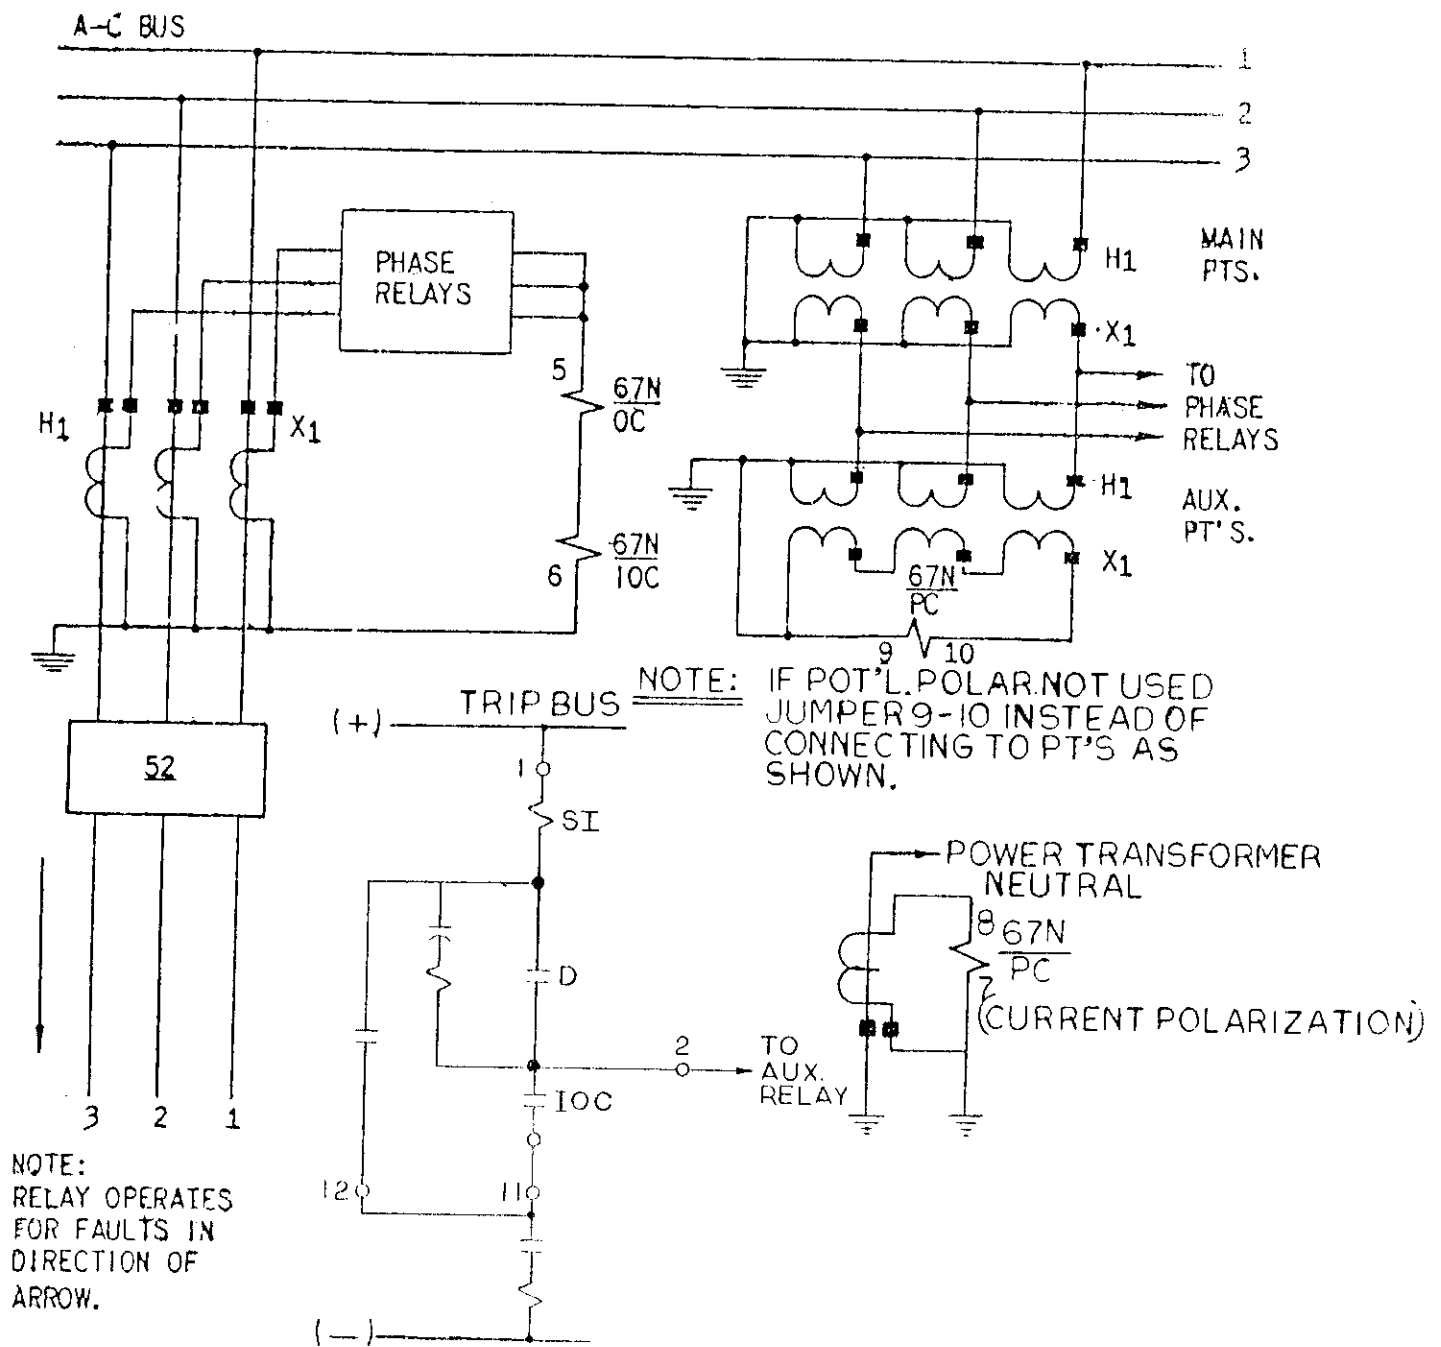 A-C BUS
1
2
3
PHASE
RELAYS
H1
MAIN
PTS.
X1
TO
PHASE
RELAYS
5
67N
OC
H1
X1
H1
AUX.
PT'S.
67N
IOC
6
X1
67N
PC
9 10
NOTE: IF POT'L. POLAR. NOT USED
JUMPER 9-10 INSTEAD OF
CONNECTING TO PT'S AS
SHOWN.
TRIP BUS
(+)
52
1
SI
POWER TRANSFORMER
NEUTRAL
8
67N
PC
7
(CURRENT POLARIZATION)
D
2
TO
AUX.
RELAY
IOC
3 2 1
12
11
NOTE:
RELAY OPERATES
FOR FAULTS IN
DIRECTION OF
ARROW.
(-)